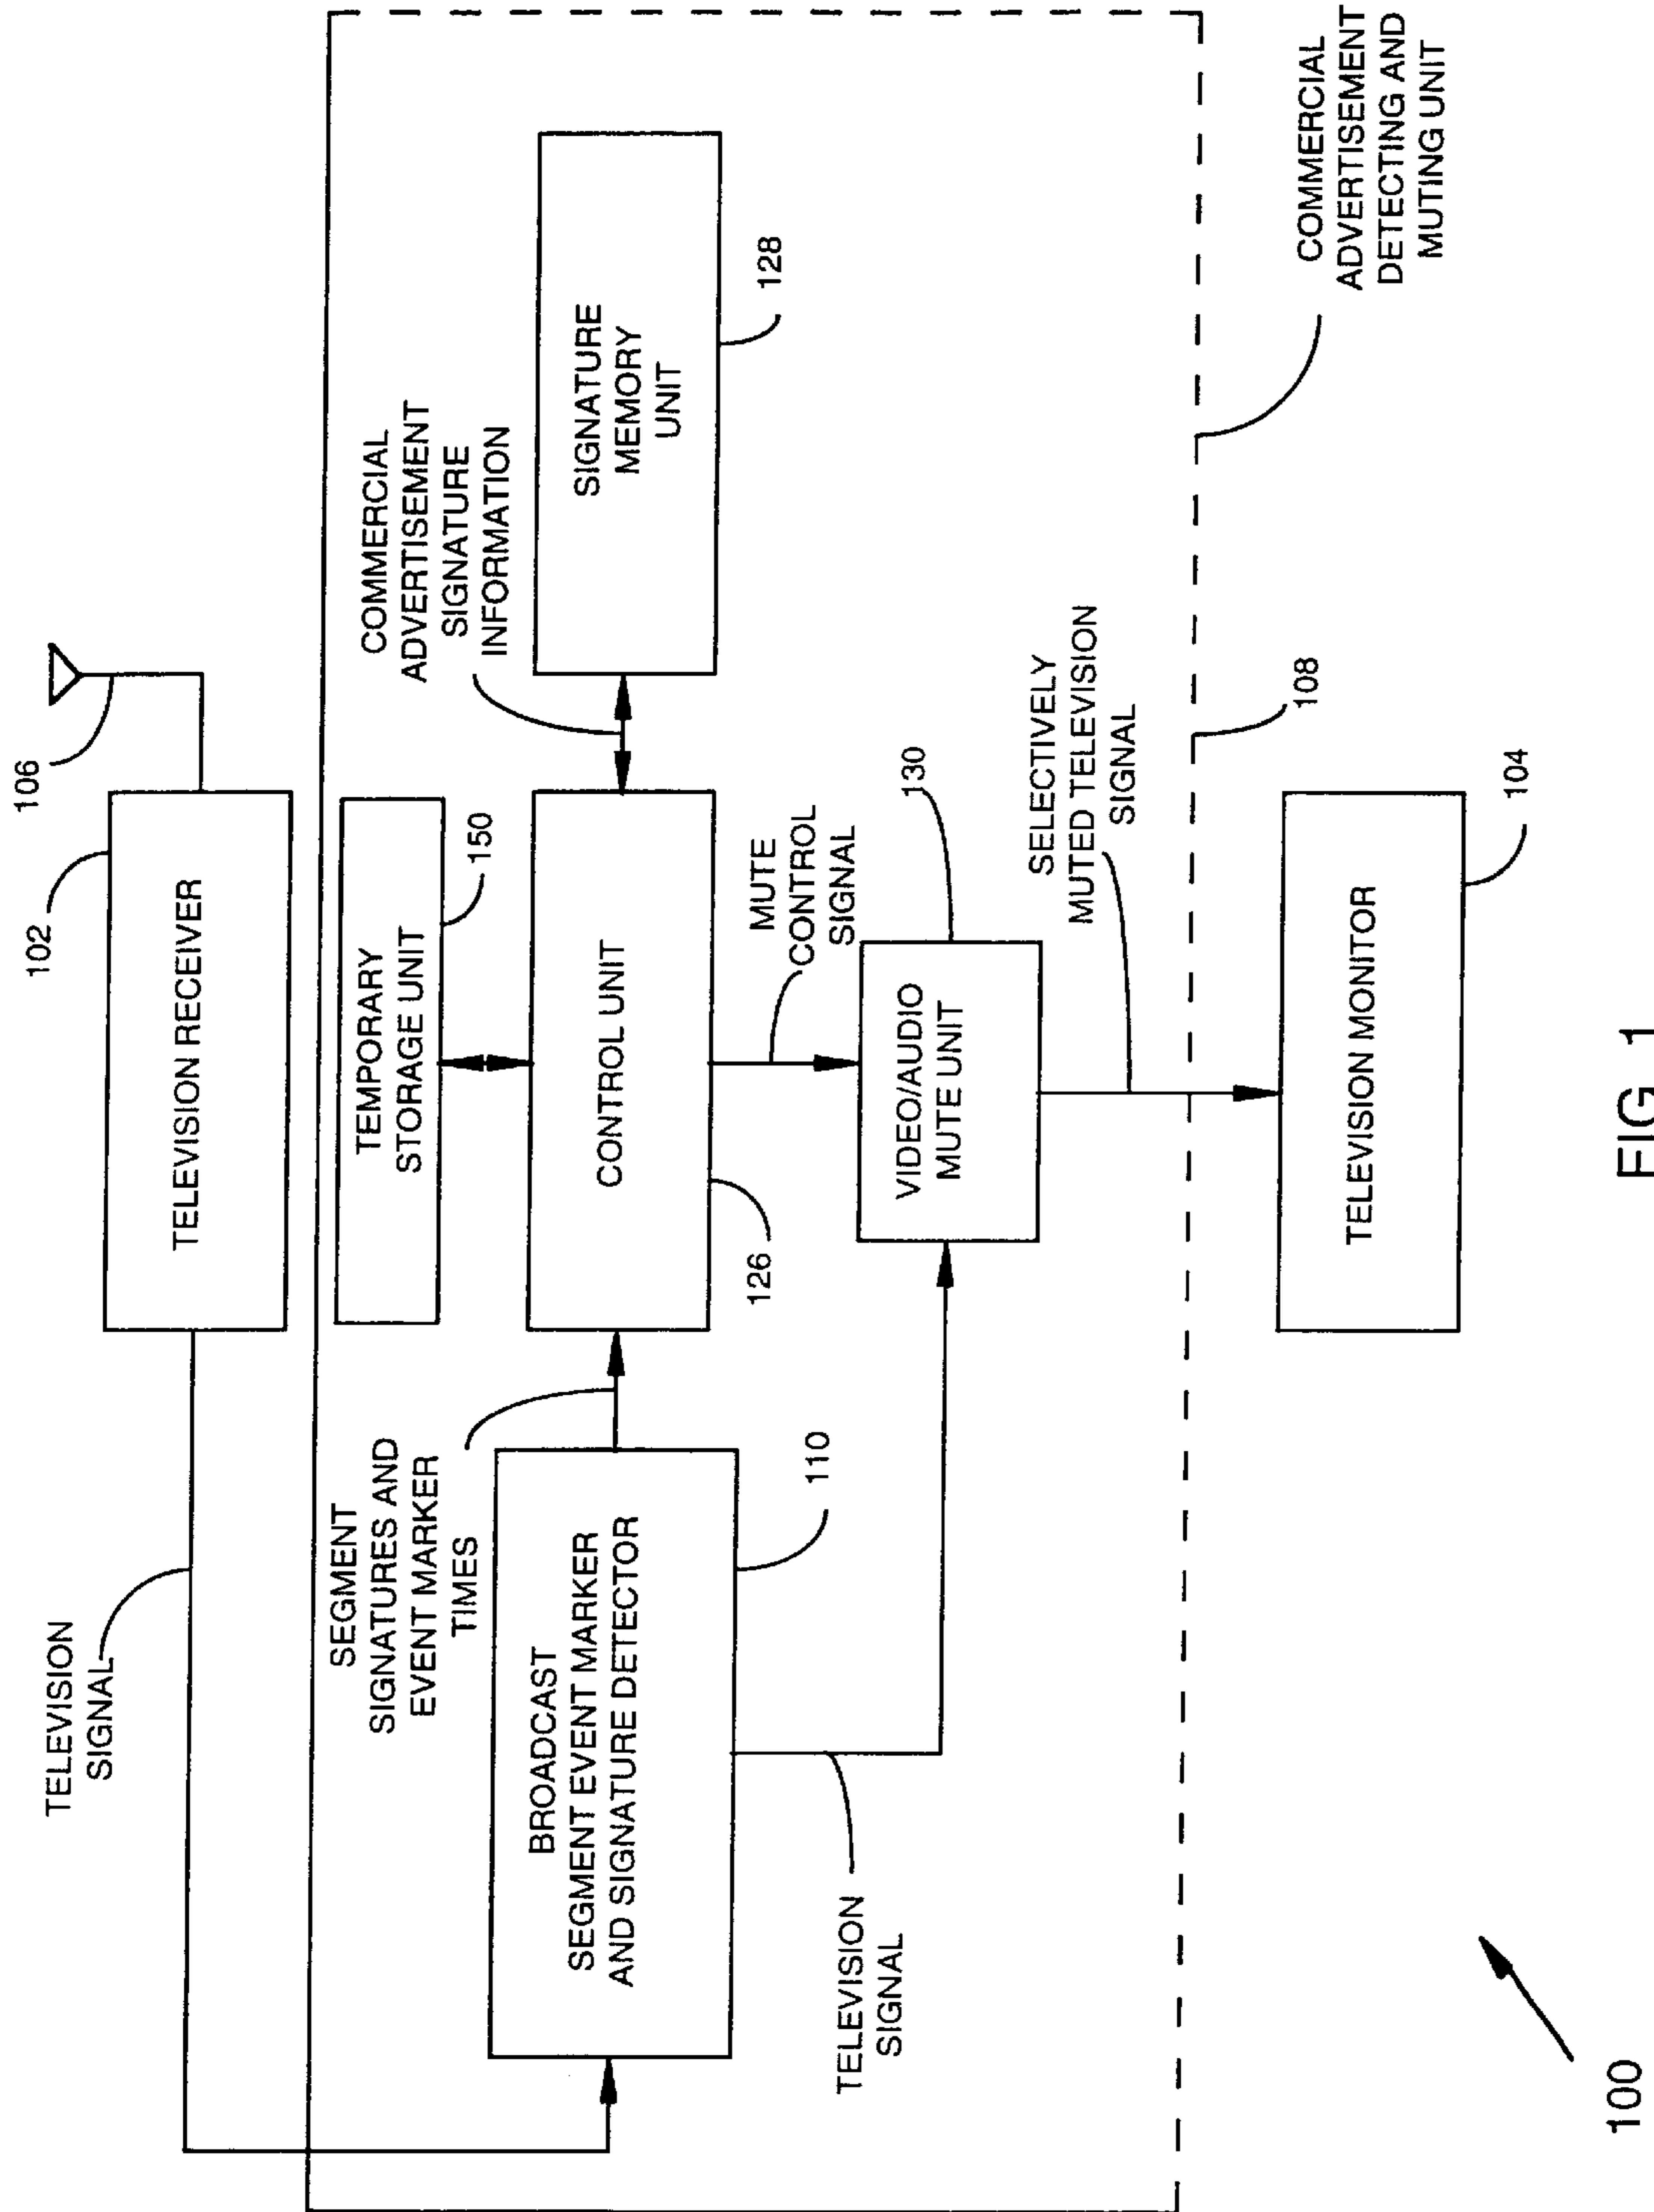 106
102
TELEVISION RECEIVER
TELEVISION
SIGNAL
TEMPORARY
STORAGE UNIT
150
COMMERCIAL
ADVERTISEMENT
SIGNATURE
INFORMATION
SEGMENT
SIGNATURES AND
EVENT MARKER
TIMES
BROADCAST
SEGMENT EVENT MARKER
AND SIGNATURE DETECTOR
110
CONTROL UNIT
126
SIGNATURE
MEMORY
UNIT
128
MUTE
CONTROL
SIGNAL
TELEVISION
SIGNAL
VIDEO/AUDIO
MUTE UNIT
130
SELECTIVELY
MUTED TELEVISION
SIGNAL
108
COMMERCIAL
ADVERTISEMENT
DETECTING AND
MUTING UNIT
TELEVISION MONITOR
104
100
FIG 1